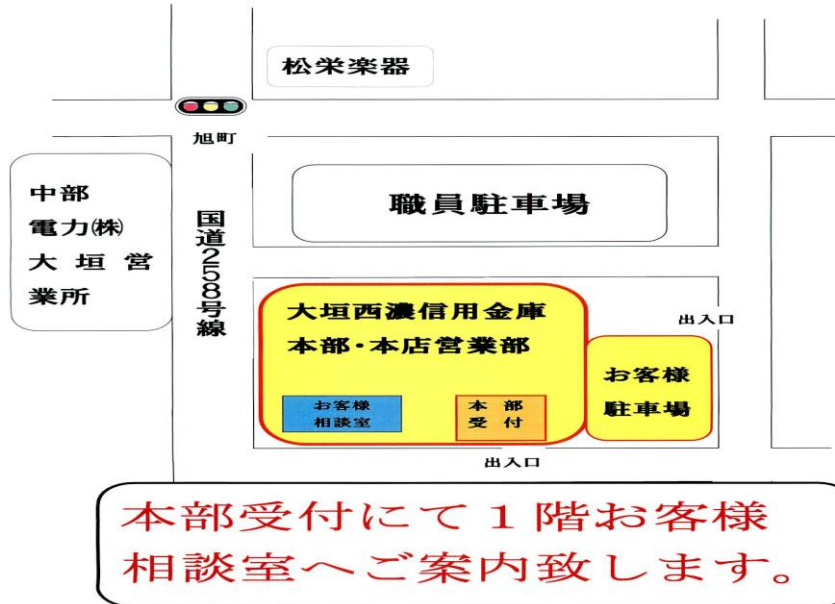 松栄楽器
旭町
中部
電力㈱
大垣営
業所
国道258号線
職員駐車場
大垣西濃信用金庫
本部・本店営業部
お客様
相談室
本部
受付
出入口
お客様
駐車場
出入口
本部受付にて１階お客様
相談室へご案内致します。